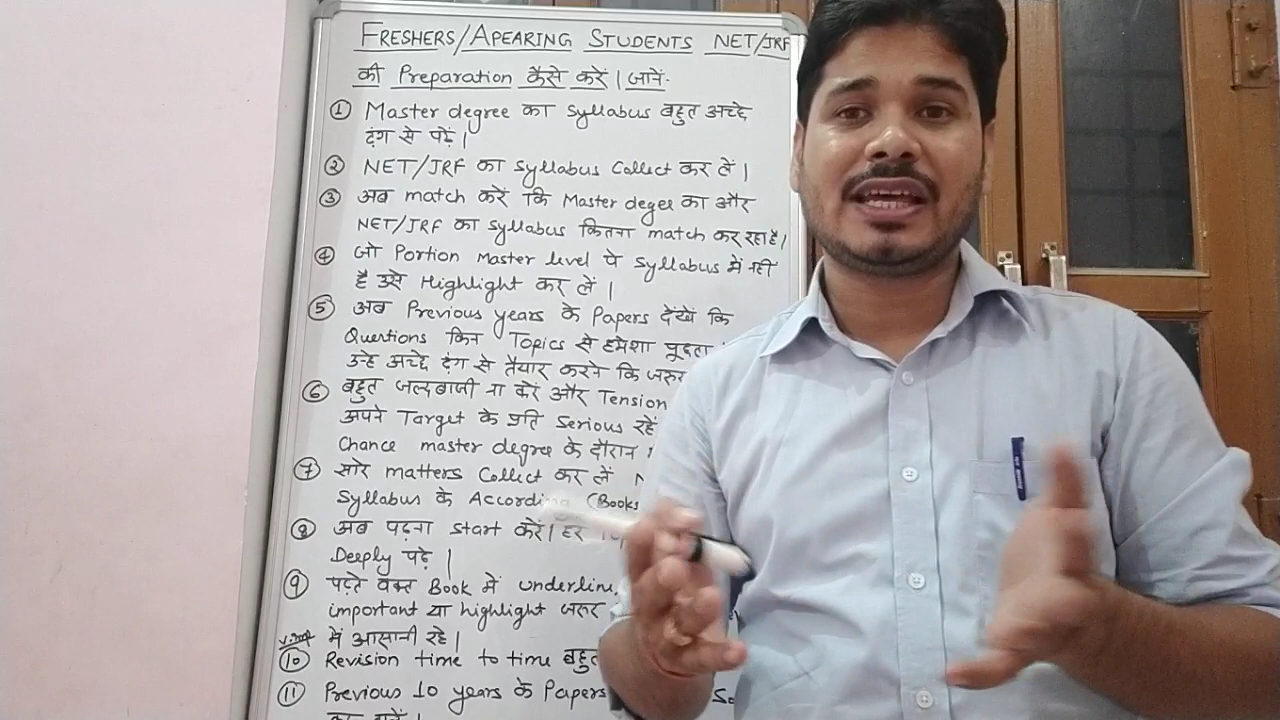 FRESHERS/APEARING STUDENTS NET/JRF
की Preparation कैसे करें। जानें-
① Master degree का Syllabus बहुत अच्छे
ढंग से पढ़ें।
② NET/JRF का Syllabus Collect कर लें।
③ अब match करें कि Master degee का और
NET/JRF का Syllabus कितना match कर रहा है।
④ जो Portion Master level पे Syllabus में नहीं
है उसे Highlight कर लें।
⑤ अब Previous years के Papers देंखें कि
Questions किन Topics से हमेशा पूछता
उन्हे अच्छे ढंग से तैयार करने कि जरूर
⑥ बहुत जल्दबाजी ना करें और Tension
अपने Target के प्रति Serious रहें
Chance master degree के दौरान
⑦ सारे matters Collect कर लें
Syllabus के According (Books
⑧ अब पढ़ना start करें। हर
Deeply पढ़े।
⑨ पढ़ते वक्त Book में underline
important या highlight जरूर
में आसानी रहे।
V.imp
⑩ Revision time to time बहुत
⑪ Previous 10 years के Papers So